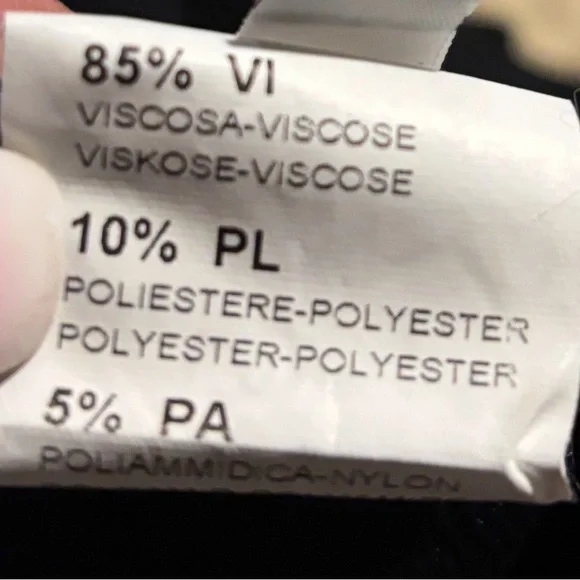 85% VI
VISCOSA-VISCOSE
VISKOSE-VISCOSE
10% PL
POLIESTERE-POLYESTER
POLYESTER-POLYESTER
5% PA
POLIAMMIDICA-NYLON